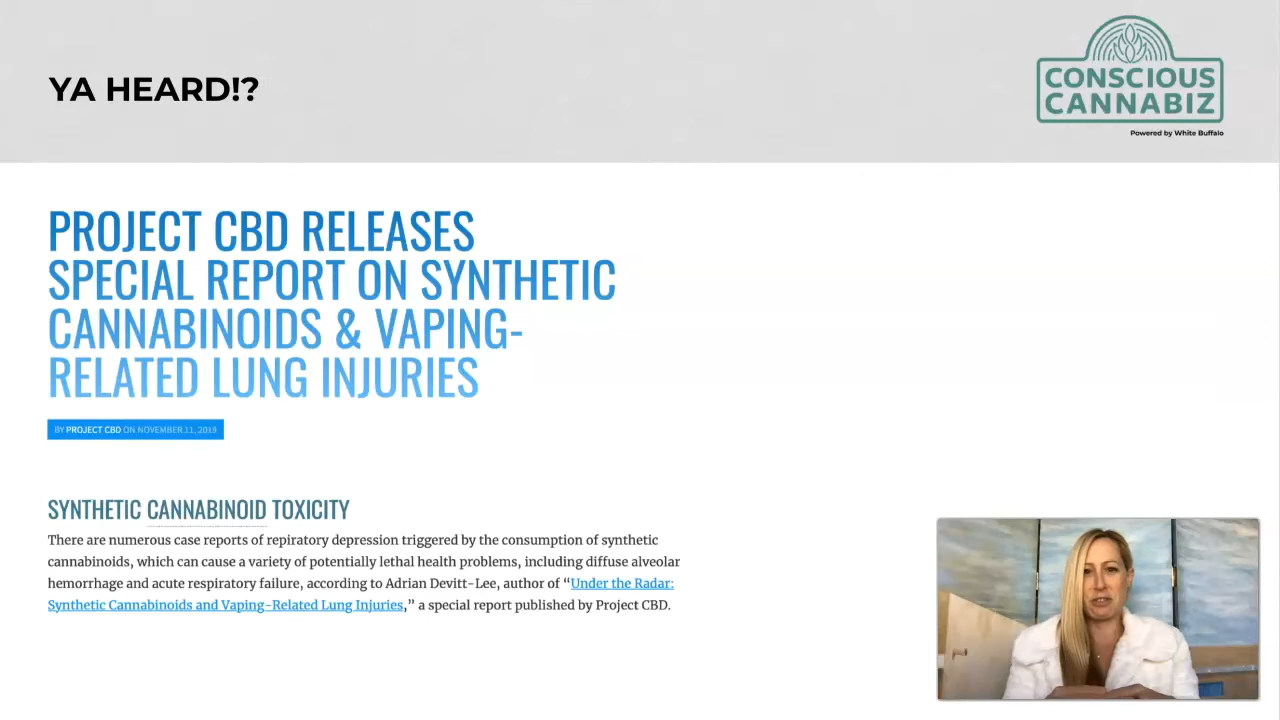 YA HEARD!?
CONSCIOUS
CANNABIZ
Powered by White Buffalo
PROJECT CBD RELEASES
SPECIAL REPORT ON SYNTHETIC
CANNABINOIDS & VAPING-
RELATED LUNG INJURIES
BY PROJECT CBD ON NOVEMBER 11, 2019
SYNTHETIC CANNABINOID TOXICITY
There are numerous case reports of repiratory depression triggered by the consumption of synthetic
cannabinoids, which can cause a variety of potentially lethal health problems, including diffuse alveolar
hemorrhage and acute respiratory failure, according to Adrian Devitt-Lee, author of “Under the Radar:
Synthetic Cannabinoids and Vaping-Related Lung Injuries,” a special report published by Project CBD.